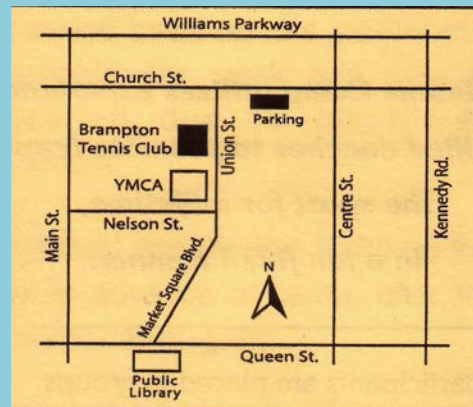 Williams Parkway
Church St.
Parking
Brampton
Tennis Club
Union St.
YMCA
Main St.
Nelson St.
Centre St.
Kennedy Rd.
Market Square Blvd.
N
Queen St.
Public
Library